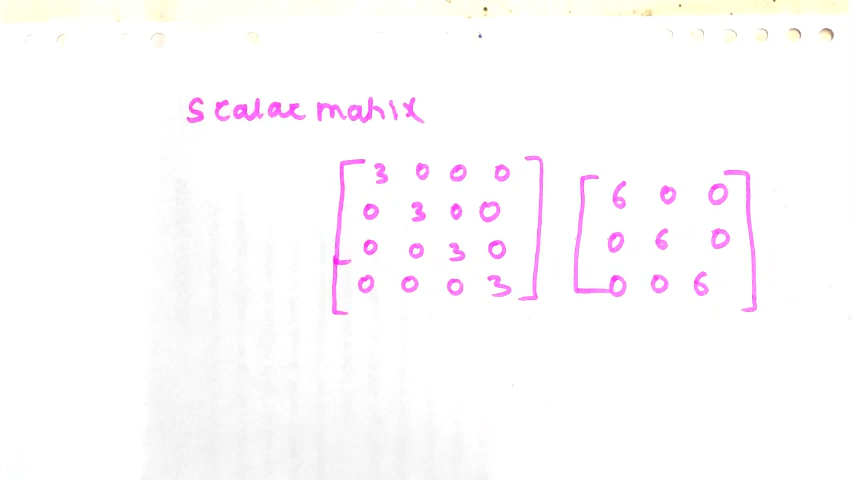 scalar matrix
3 0 0 0
0 3 0 0
0 0 3 0
0 0 0 3
6 0 0
0 6 0
0 0 6